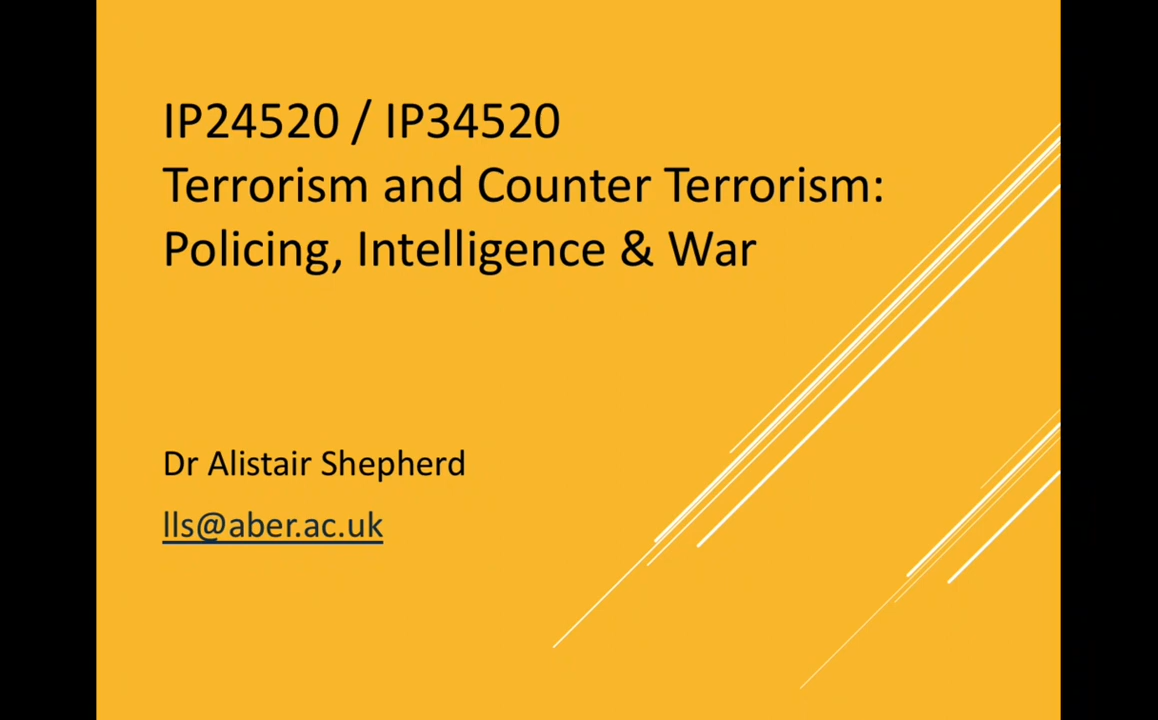 IP24520 / IP34520
Terrorism and Counter Terrorism:
Policing, Intelligence & War
Dr Alistair Shepherd
lls@aber.ac.uk